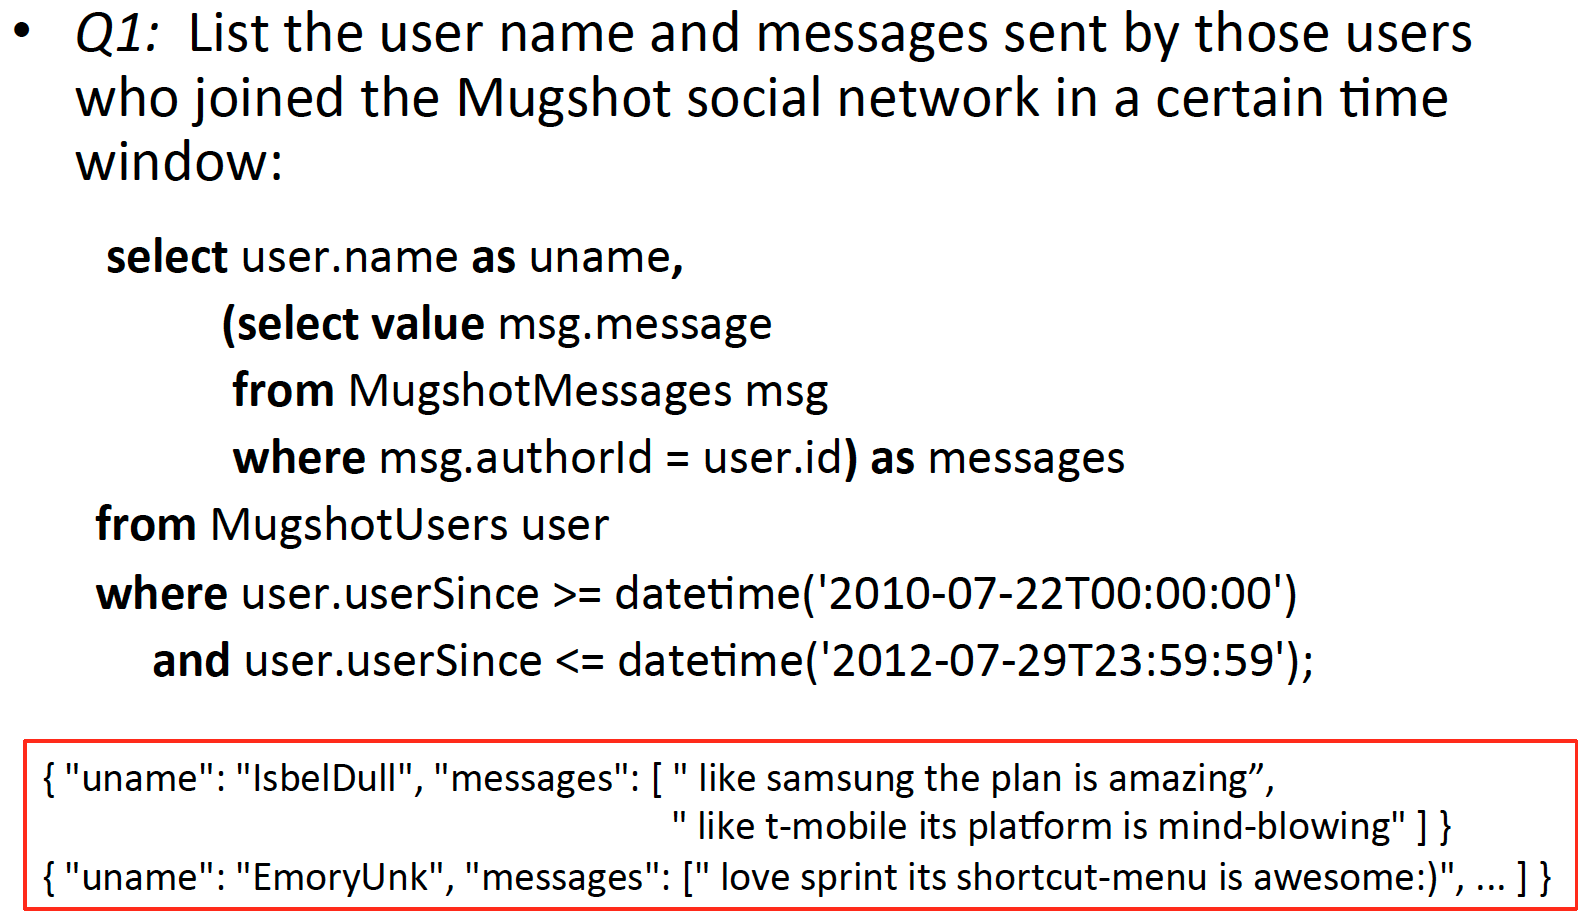 • Q1: List the user name and messages sent by those users
who joined the Mugshot social network in a certain time
window:
select user.name as uname,
(select value msg.message
from MugshotMessages msg
where msg.authorId = user.id) as messages
from MugshotUsers user
where user.userSince >= datetime('2010-07-22T00:00:00')
and user.userSince <= datetime('2012-07-29T23:59:59');
{ "uname": "IsbelDull", "messages": [ " like samsung the plan is amazing”,
" like t-mobile its platform is mind-blowing" ] }
{ "uname": "EmoryUnk", "messages": [" love sprint its shortcut-menu is awesome:)", ... ] }